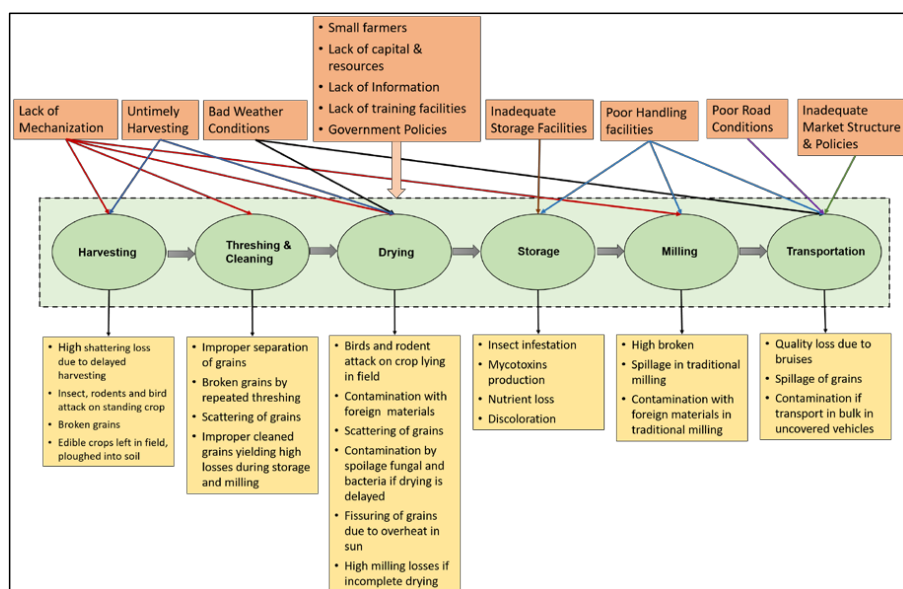 • Small farmers
• Lack of capital &
resources
• Lack of Information
• Lack of training facilities
• Government Policies
Lack of
Mechanization
Untimely
Harvesting
Bad Weather
Conditions
Inadequate
Storage Facilities
Poor Handling
facilities
Poor Road
Conditions
Inadequate
Market Structure
& Policies
Harvesting
Threshing &
Cleaning
Drying
Storage
Milling
Transportation
• High shattering loss
due to delayed
harvesting
• Insect, rodents and bird
attack on standing crop
• Broken grains
• Edible crops left in field,
ploughed into soil
• Improper separation
of grains
• Broken grains by
repeated threshing
• Scattering of grains
• Improper cleaned
grains yielding high
losses during storage
and milling
• Birds and rodent
attack on crop lying
in field
• Contamination with
foreign materials
• Scattering of grains
• Contamination by
spoilage fungal and
bacteria if drying is
delayed
• Fissuring of grains
due to overheat in
sun
• High milling losses if
incomplete drying
• Insect infestation
• Mycotoxins
production
• Nutrient loss
• Discoloration
• High broken
• Spillage in traditional
milling
• Contamination with
foreign materials in
traditional milling
• Quality loss due to
bruises
• Spillage of grains
• Contamination if
transport in bulk in
uncovered vehicles